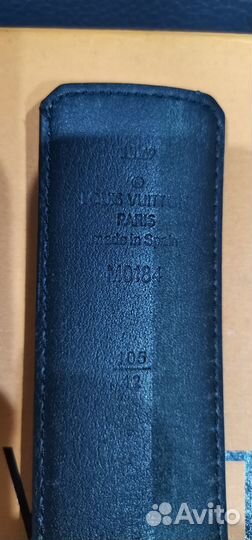 ®
LOUIS VUITTON
PARIS
made in Spain
M0184
105
42
Avito